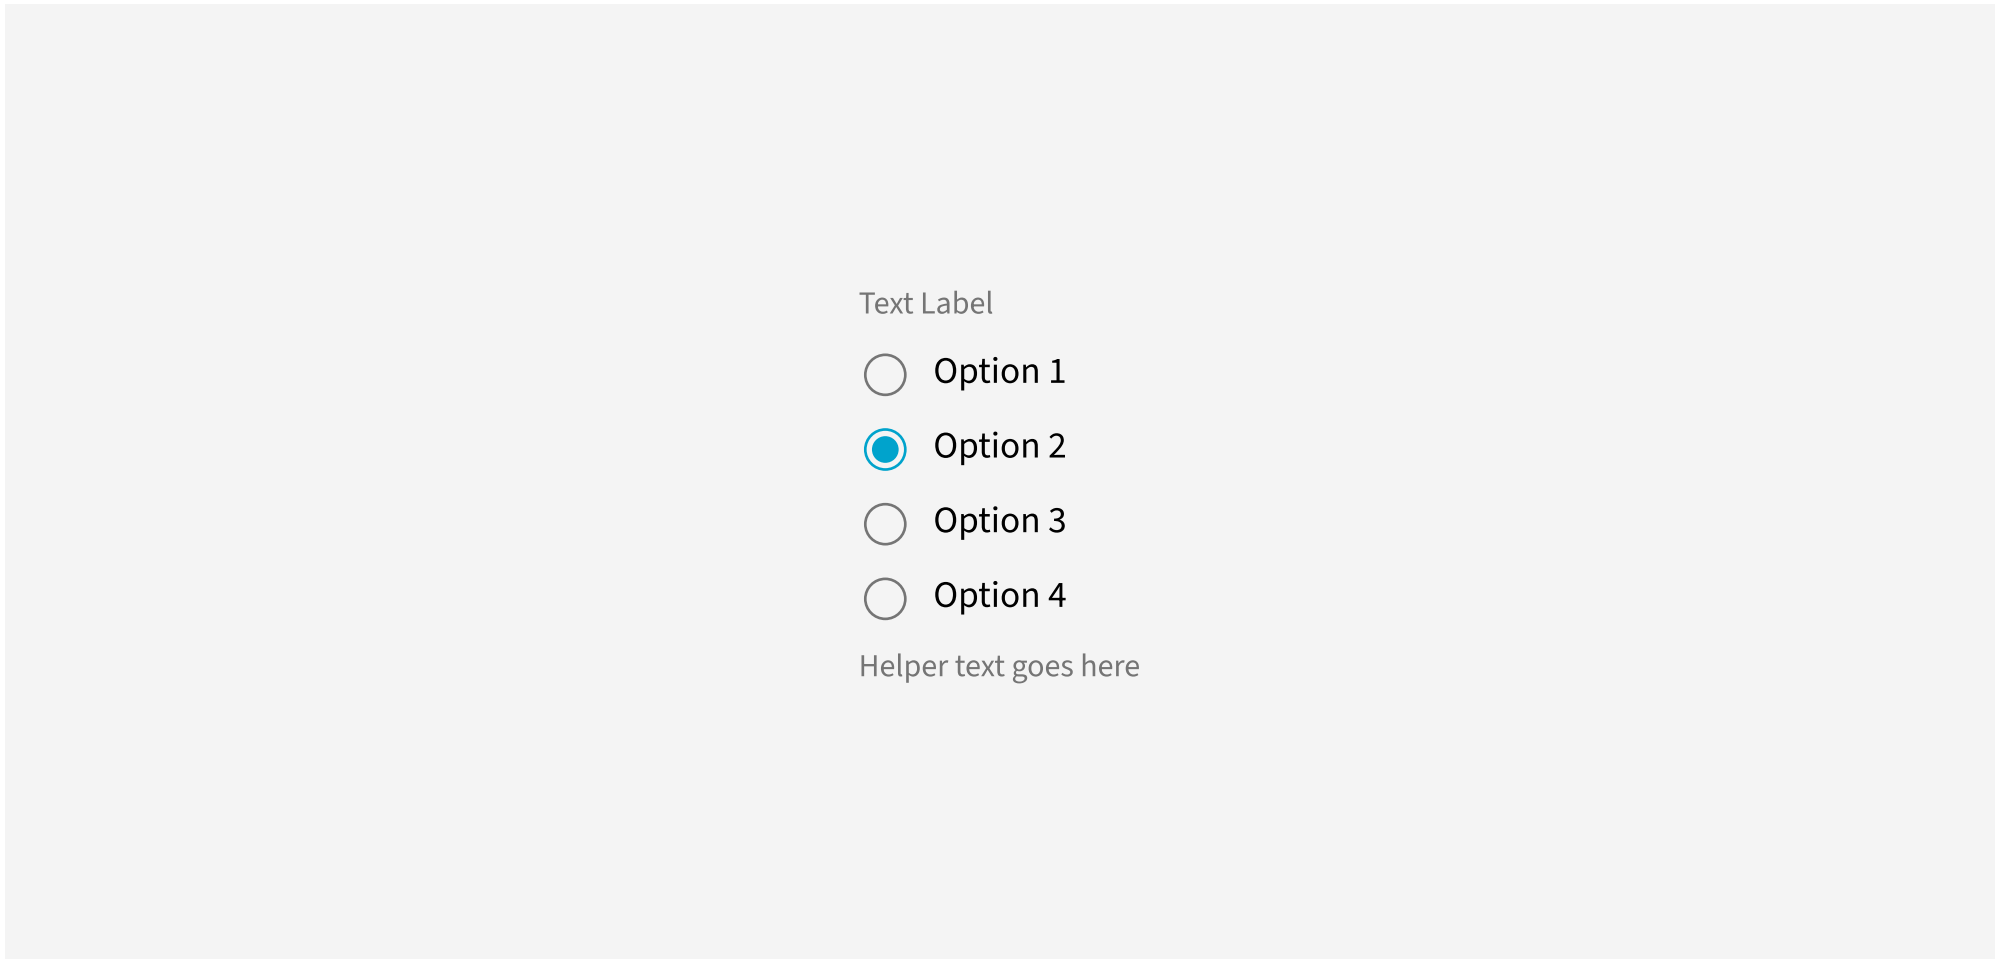 Text Label
Option 1
Option 2
Option 3
Option 4
Helper text goes here